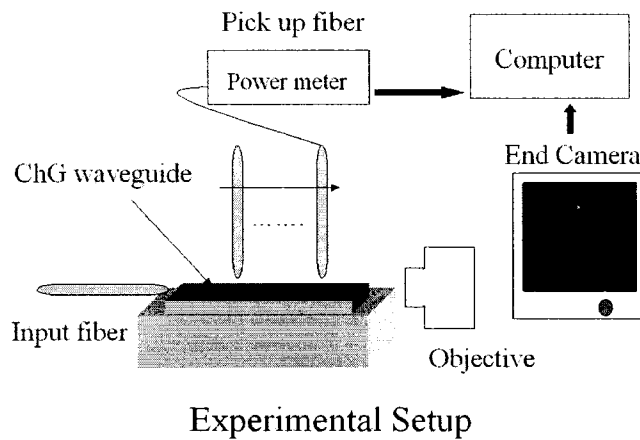 Pick up fiber
Power meter
Computer
End Camera
ChG waveguide
Input fiber
Objective
Experimental Setup